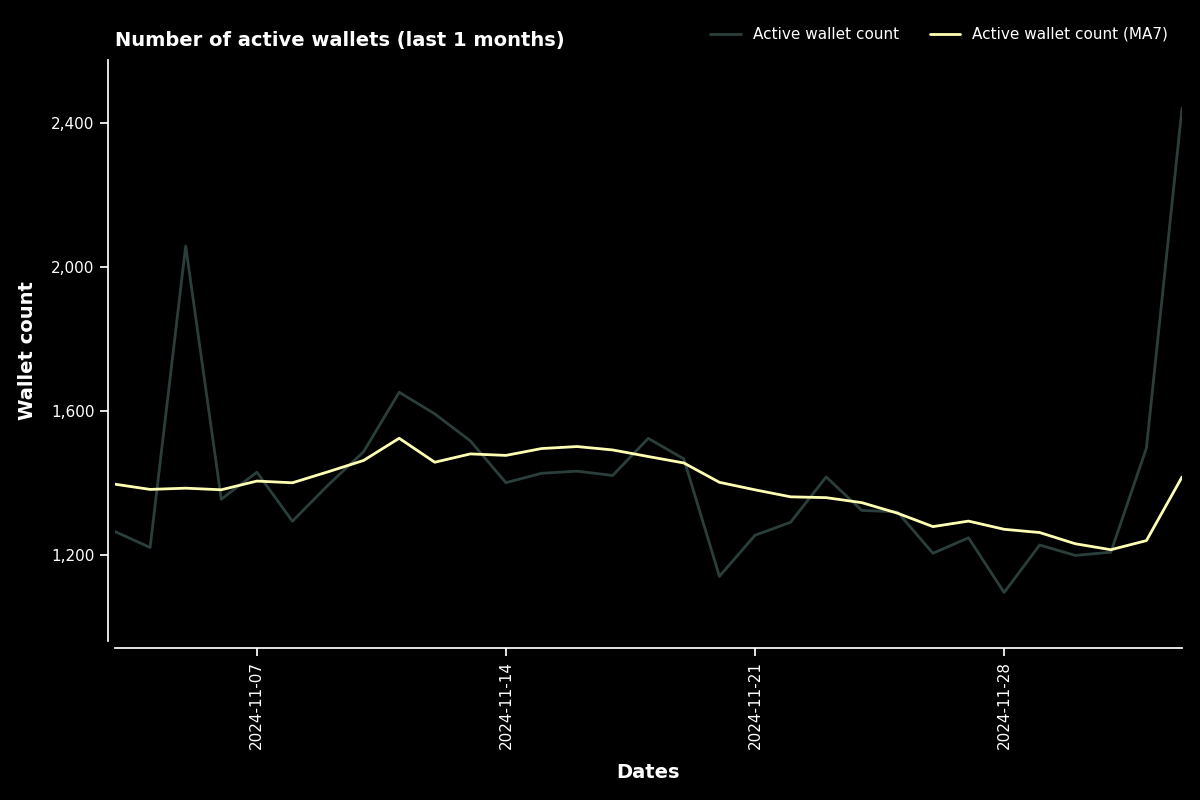 Number of active wallets (last 1 months)
Active wallet count
Active wallet count (MA7)
Wallet count
2,400
2,000
1,600
1,200
2024-11-07
2024-11-14
2024-11-21
2024-11-28
Dates